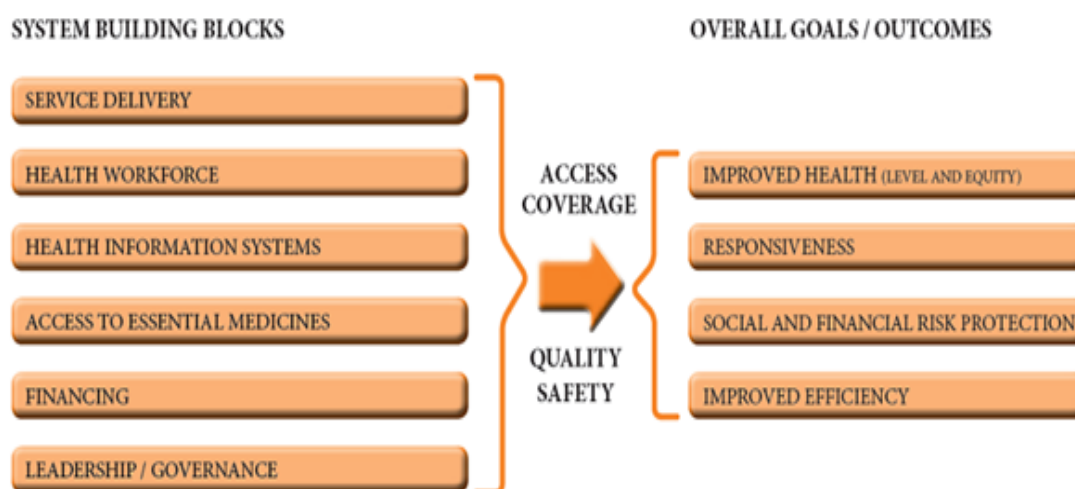 SYSTEM BUILDING BLOCKS
SERVICE DELIVERY
HEALTH WORKFORCE
HEALTH INFORMATION SYSTEMS
ACCESS TO ESSENTIAL MEDICINES
FINANCING
LEADERSHIP / GOVERNANCE
ACCESS
COVERAGE
QUALITY
SAFETY
OVERALL GOALS / OUTCOMES
IMPROVED HEALTH (LEVEL AND EQUITY)
RESPONSIVENESS
SOCIAL AND FINANCIAL RISK PROTECTION
IMPROVED EFFICIENCY